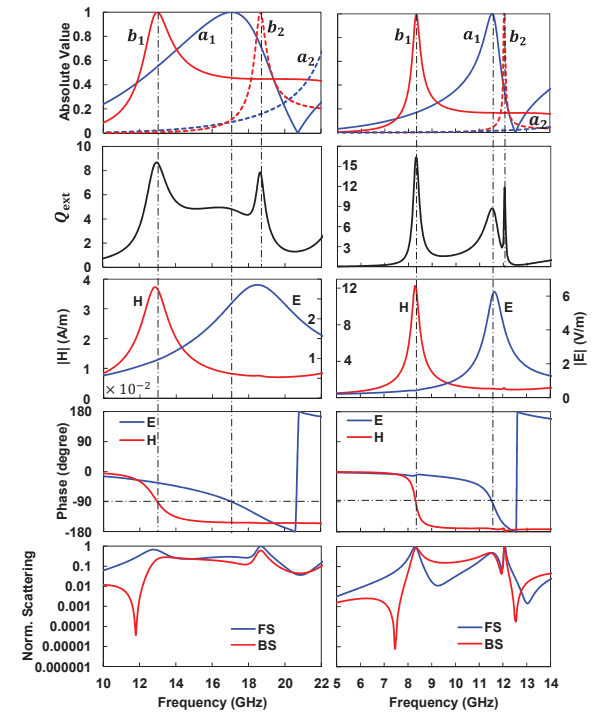 Absolute Value
1
0.8
0.6
0.4
0.2
0
b₁ a₁ b₂ a₂
b₁ a₁ b₂ a₂
Q_ext
10
8
6
4
2
0
15
12
9
6
3
|H| (A/m)
4
3
2
1
0
H E
2
1
× 10⁻²
12
8
4
H E
6
4
2
0
|E| (V/m)
Phase (degree)
180
90
0
-90
-180
E
H
E
H
Norm. Scattering
1
0.1
0.01
0.001
0.0001
0.00001
0.000001
FS
BS
FS
BS
10 12 14 16 18 20 22
5 6 7 8 9 10 11 12 13 14
Frequency (GHz)
Frequency (GHz)